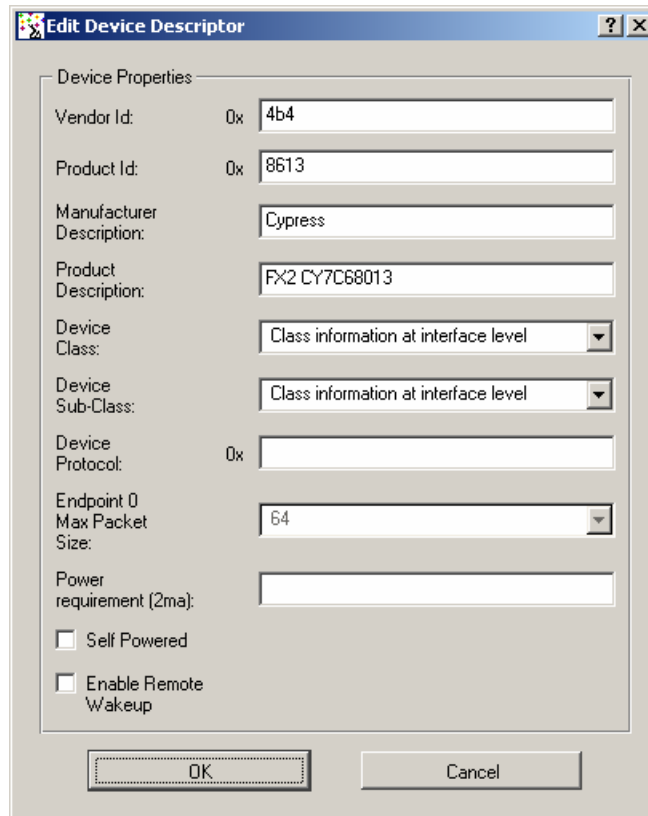 Edit Device Descriptor
Device Properties
Vendor Id: 0x 4b4
Product Id: 0x 8613
Manufacturer
Description:
Cypress
Product
Description:
FX2 CY7C68013
Device
Class:
Class information at interface level
Device
Sub-Class:
Class information at interface level
Device
Protocol:
0x
Endpoint 0
Max Packet
Size:
64
Power
requirement (2ma):
Self Powered
Enable Remote
Wakeup
OK Cancel